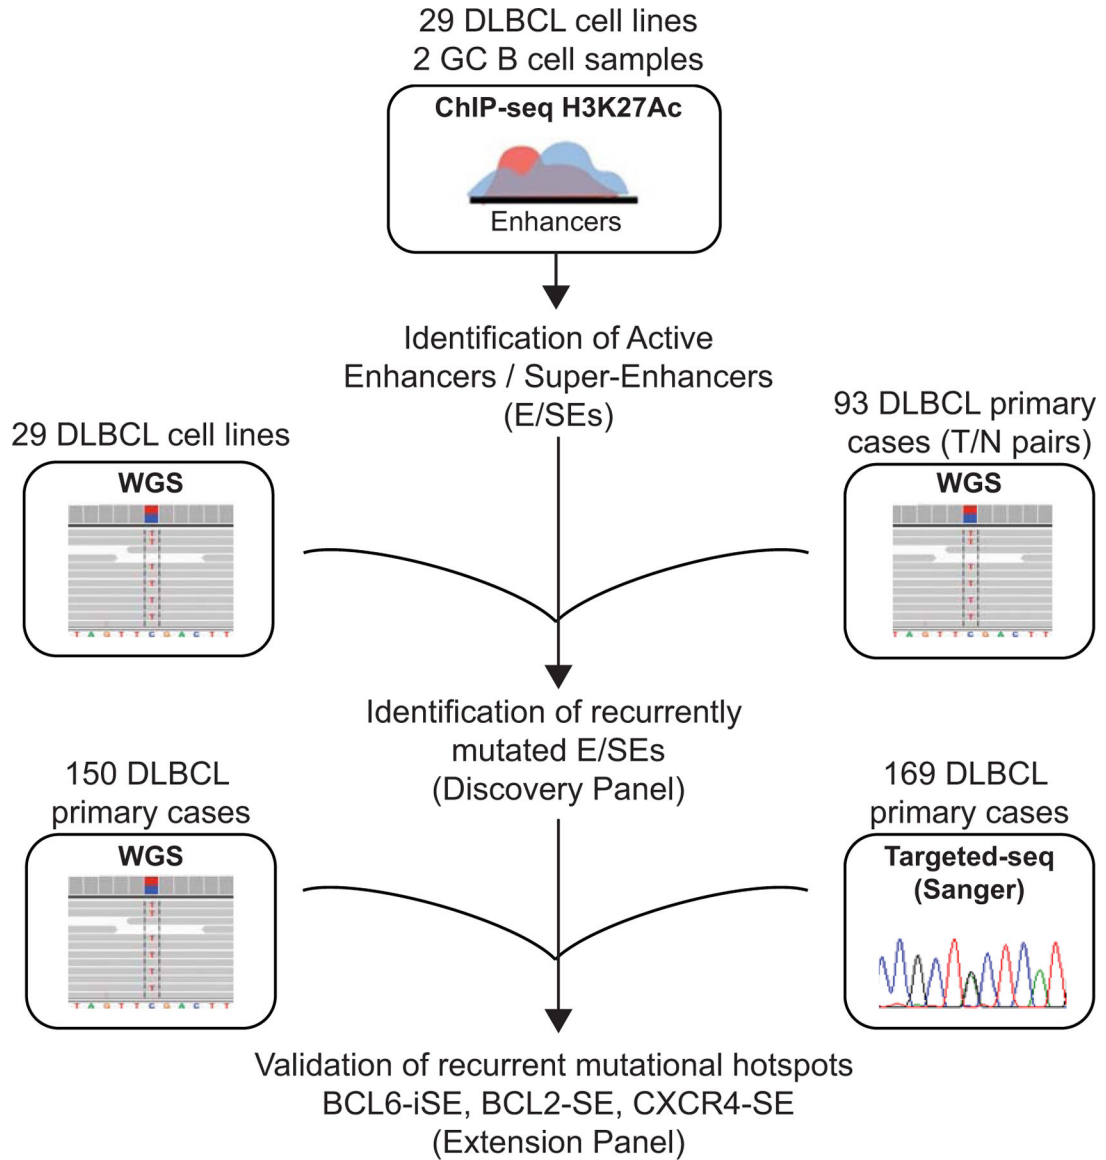 29 DLBCL cell lines
2 GC B cell samples
ChIP-seq H3K27Ac
Enhancers
Identification of Active
Enhancers / Super-Enhancers
(E/SEs)
29 DLBCL cell lines
WGS
T
T
T
T
T
T
T A G T T C G A C T T
93 DLBCL primary
cases (T/N pairs)
WGS
T
T
T
T
T
T
T A G T T C G A C T T
Identification of recurrently
mutated E/SEs
(Discovery Panel)
150 DLBCL
primary cases
WGS
T
T
T
T
T
T
T A G T T C G A C T T
169 DLBCL
primary cases
Targeted-seq
(Sanger)
Validation of recurrent mutational hotspots
BCL6-iSE, BCL2-SE, CXCR4-SE
(Extension Panel)